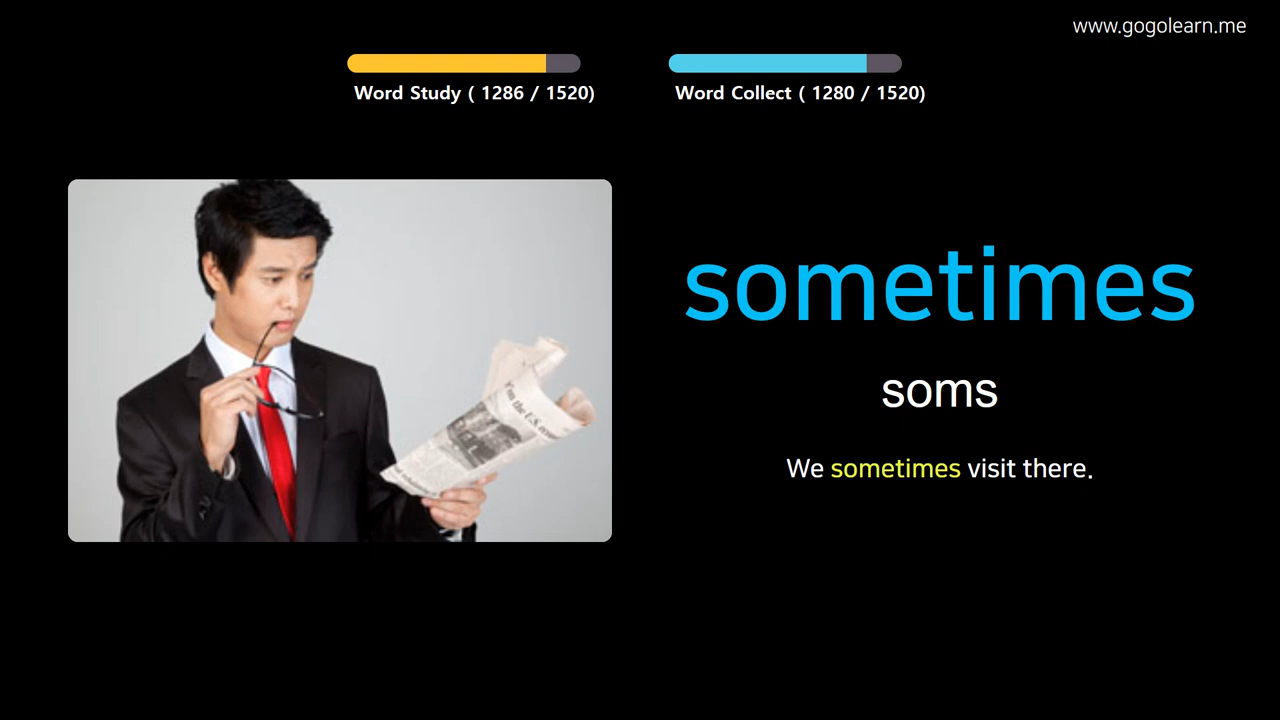 www.gogolearn.me
Word Study ( 1286 / 1520)
Word Collect ( 1280 / 1520)
sometimes
soms
We sometimes visit there.